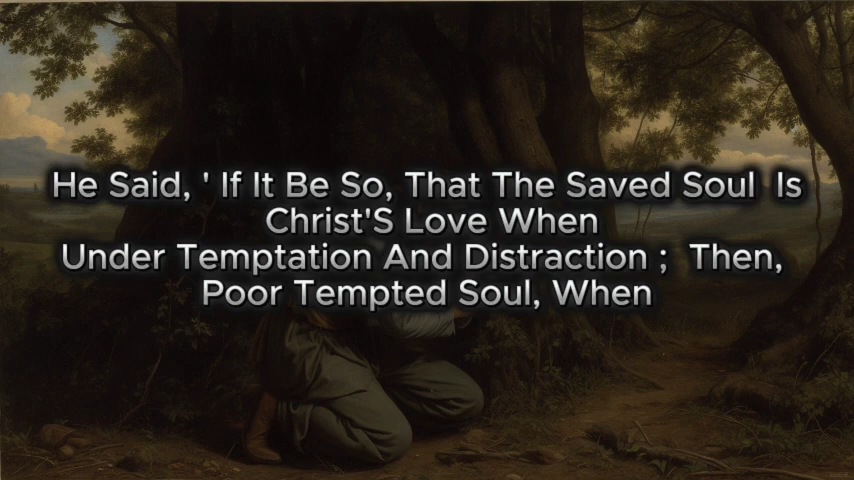 He Said, ' If It Be So, That The Saved Soul  Is
Christ'S Love When
Under Temptation And Distraction ;  Then,
Poor Tempted Soul, When